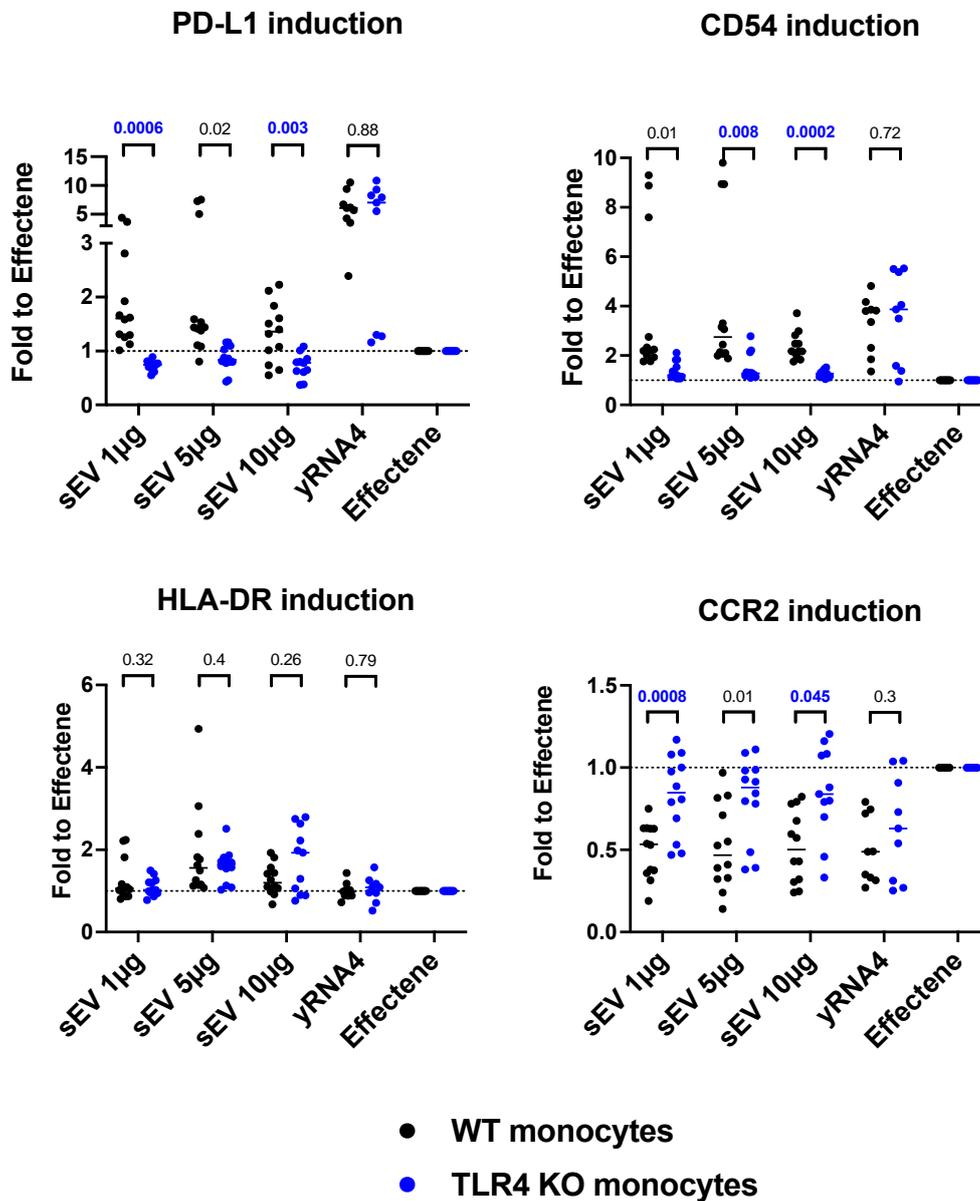 PD-L1 induction
Fold to Effectene
0.0006
0.02
0.003
0.88
15
10
5
3
2
1
0
sEV 1µg
sEV 5µg
sEV 10µg
yRNA4
Effectene
CD54 induction
Fold to Effectene
0.01
0.008
0.0002
0.72
10
8
6
4
2
0
sEV 1µg
sEV 5µg
sEV 10µg
yRNA4
Effectene
HLA-DR induction
Fold to Effectene
0.32
0.4
0.26
0.79
6
4
2
0
sEV 1µg
sEV 5µg
sEV 10µg
yRNA4
Effectene
CCR2 induction
Fold to Effectene
0.0008
0.01
0.045
0.3
1.5
1.0
0.5
0.0
sEV 1µg
sEV 5µg
sEV 10µg
yRNA4
Effectene
WT monocytes
TLR4 KO monocytes